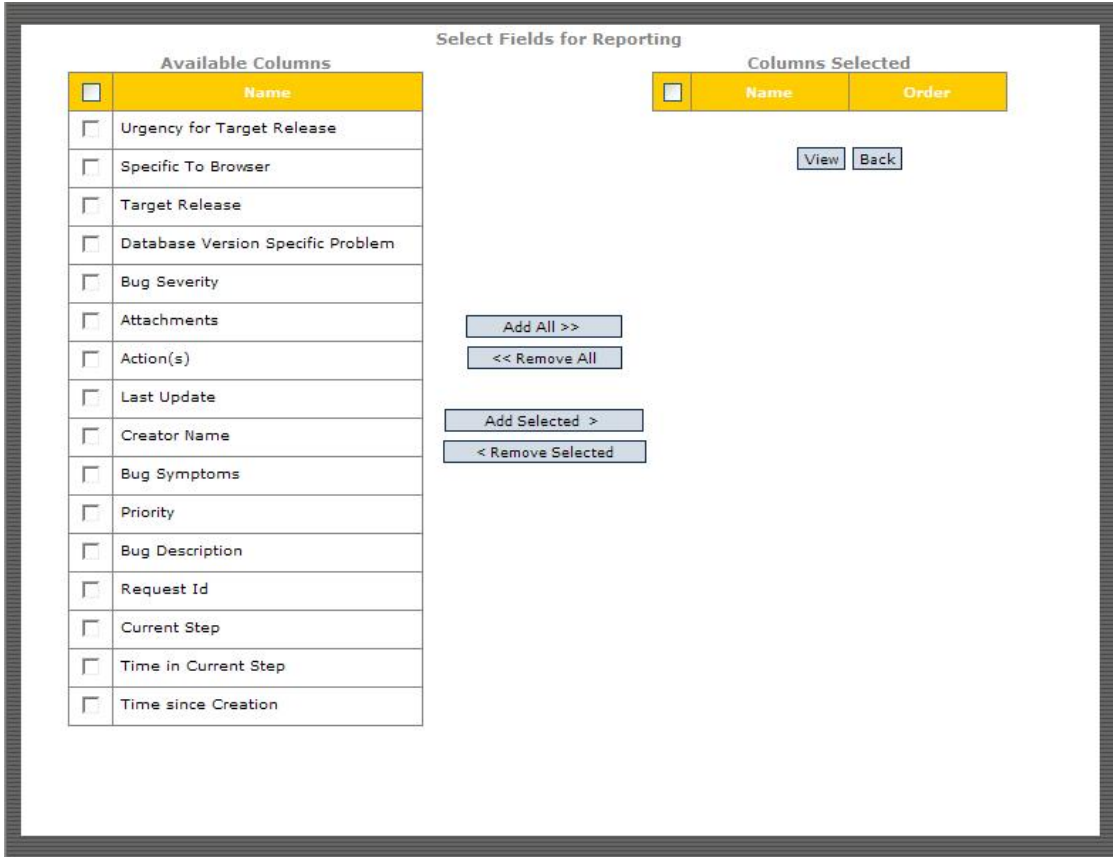 Select Fields for Reporting
Available Columns
Columns Selected
Name
Name Order
Urgency for Target Release
Specific To Browser
View Back
Target Release
Database Version Specific Problem
Bug Severity
Attachments
Add All >>
Action(s)
<< Remove All
Last Update
Add Selected >
Creator Name
< Remove Selected
Bug Symptoms
Priority
Bug Description
Request Id
Current Step
Time in Current Step
Time since Creation